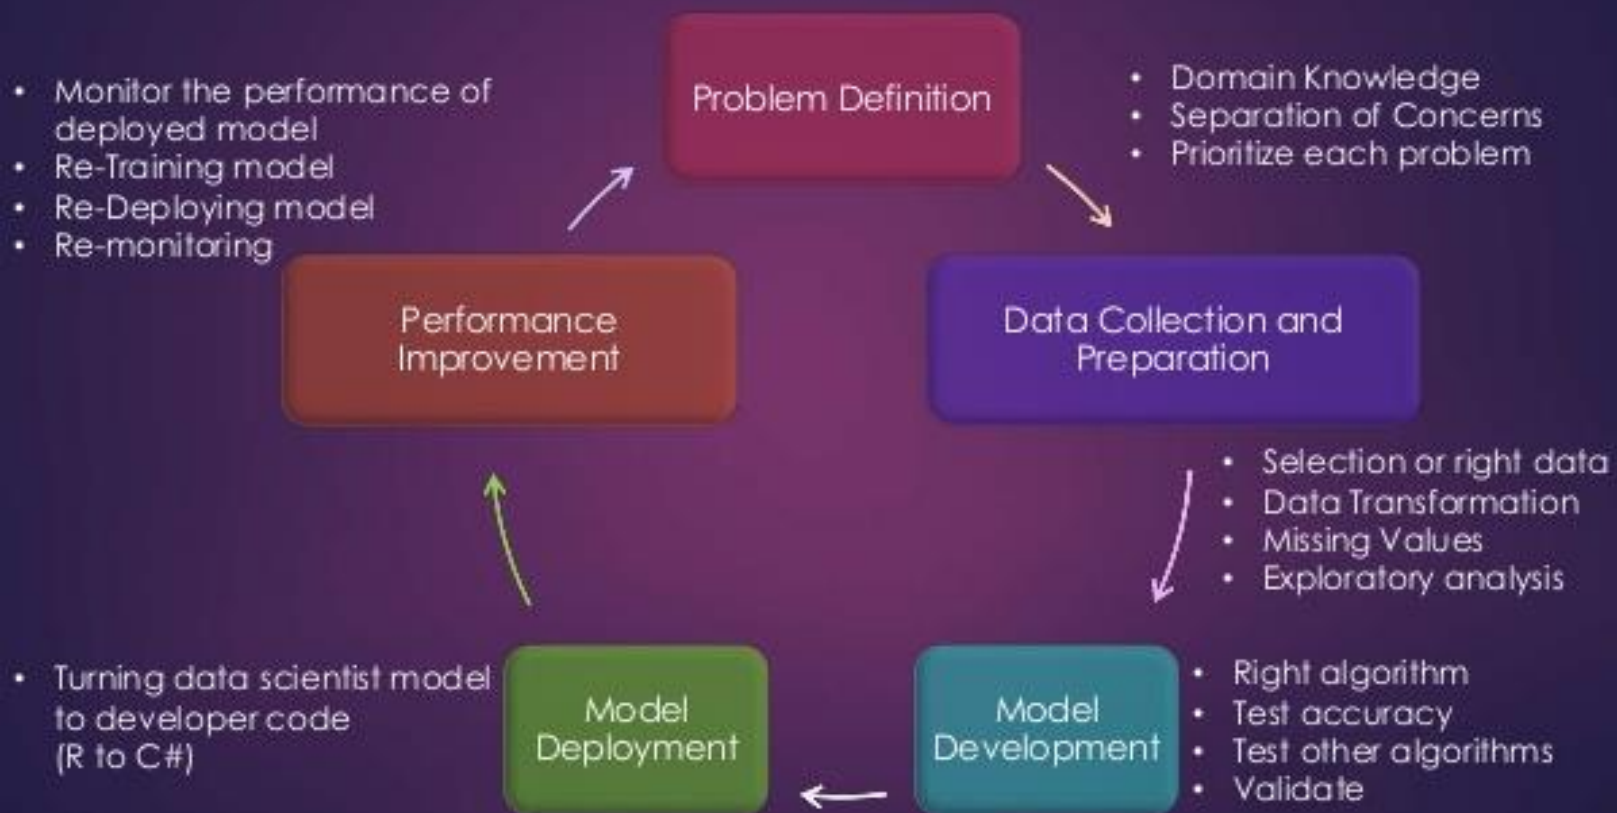 Problem Definition
• Domain Knowledge
• Separation of Concerns
• Prioritize each problem
Data Collection and
Preparation
• Selection or right data
• Data Transformation
• Missing Values
• Exploratory analysis
Model
Development
• Right algorithm
• Test accuracy
• Test other algorithms
• Validate
Model
Deployment
• Turning data scientist model
to developer code
(R to C#)
Performance
Improvement
• Monitor the performance of
deployed model
• Re-Training model
• Re-Deploying model
• Re-monitoring